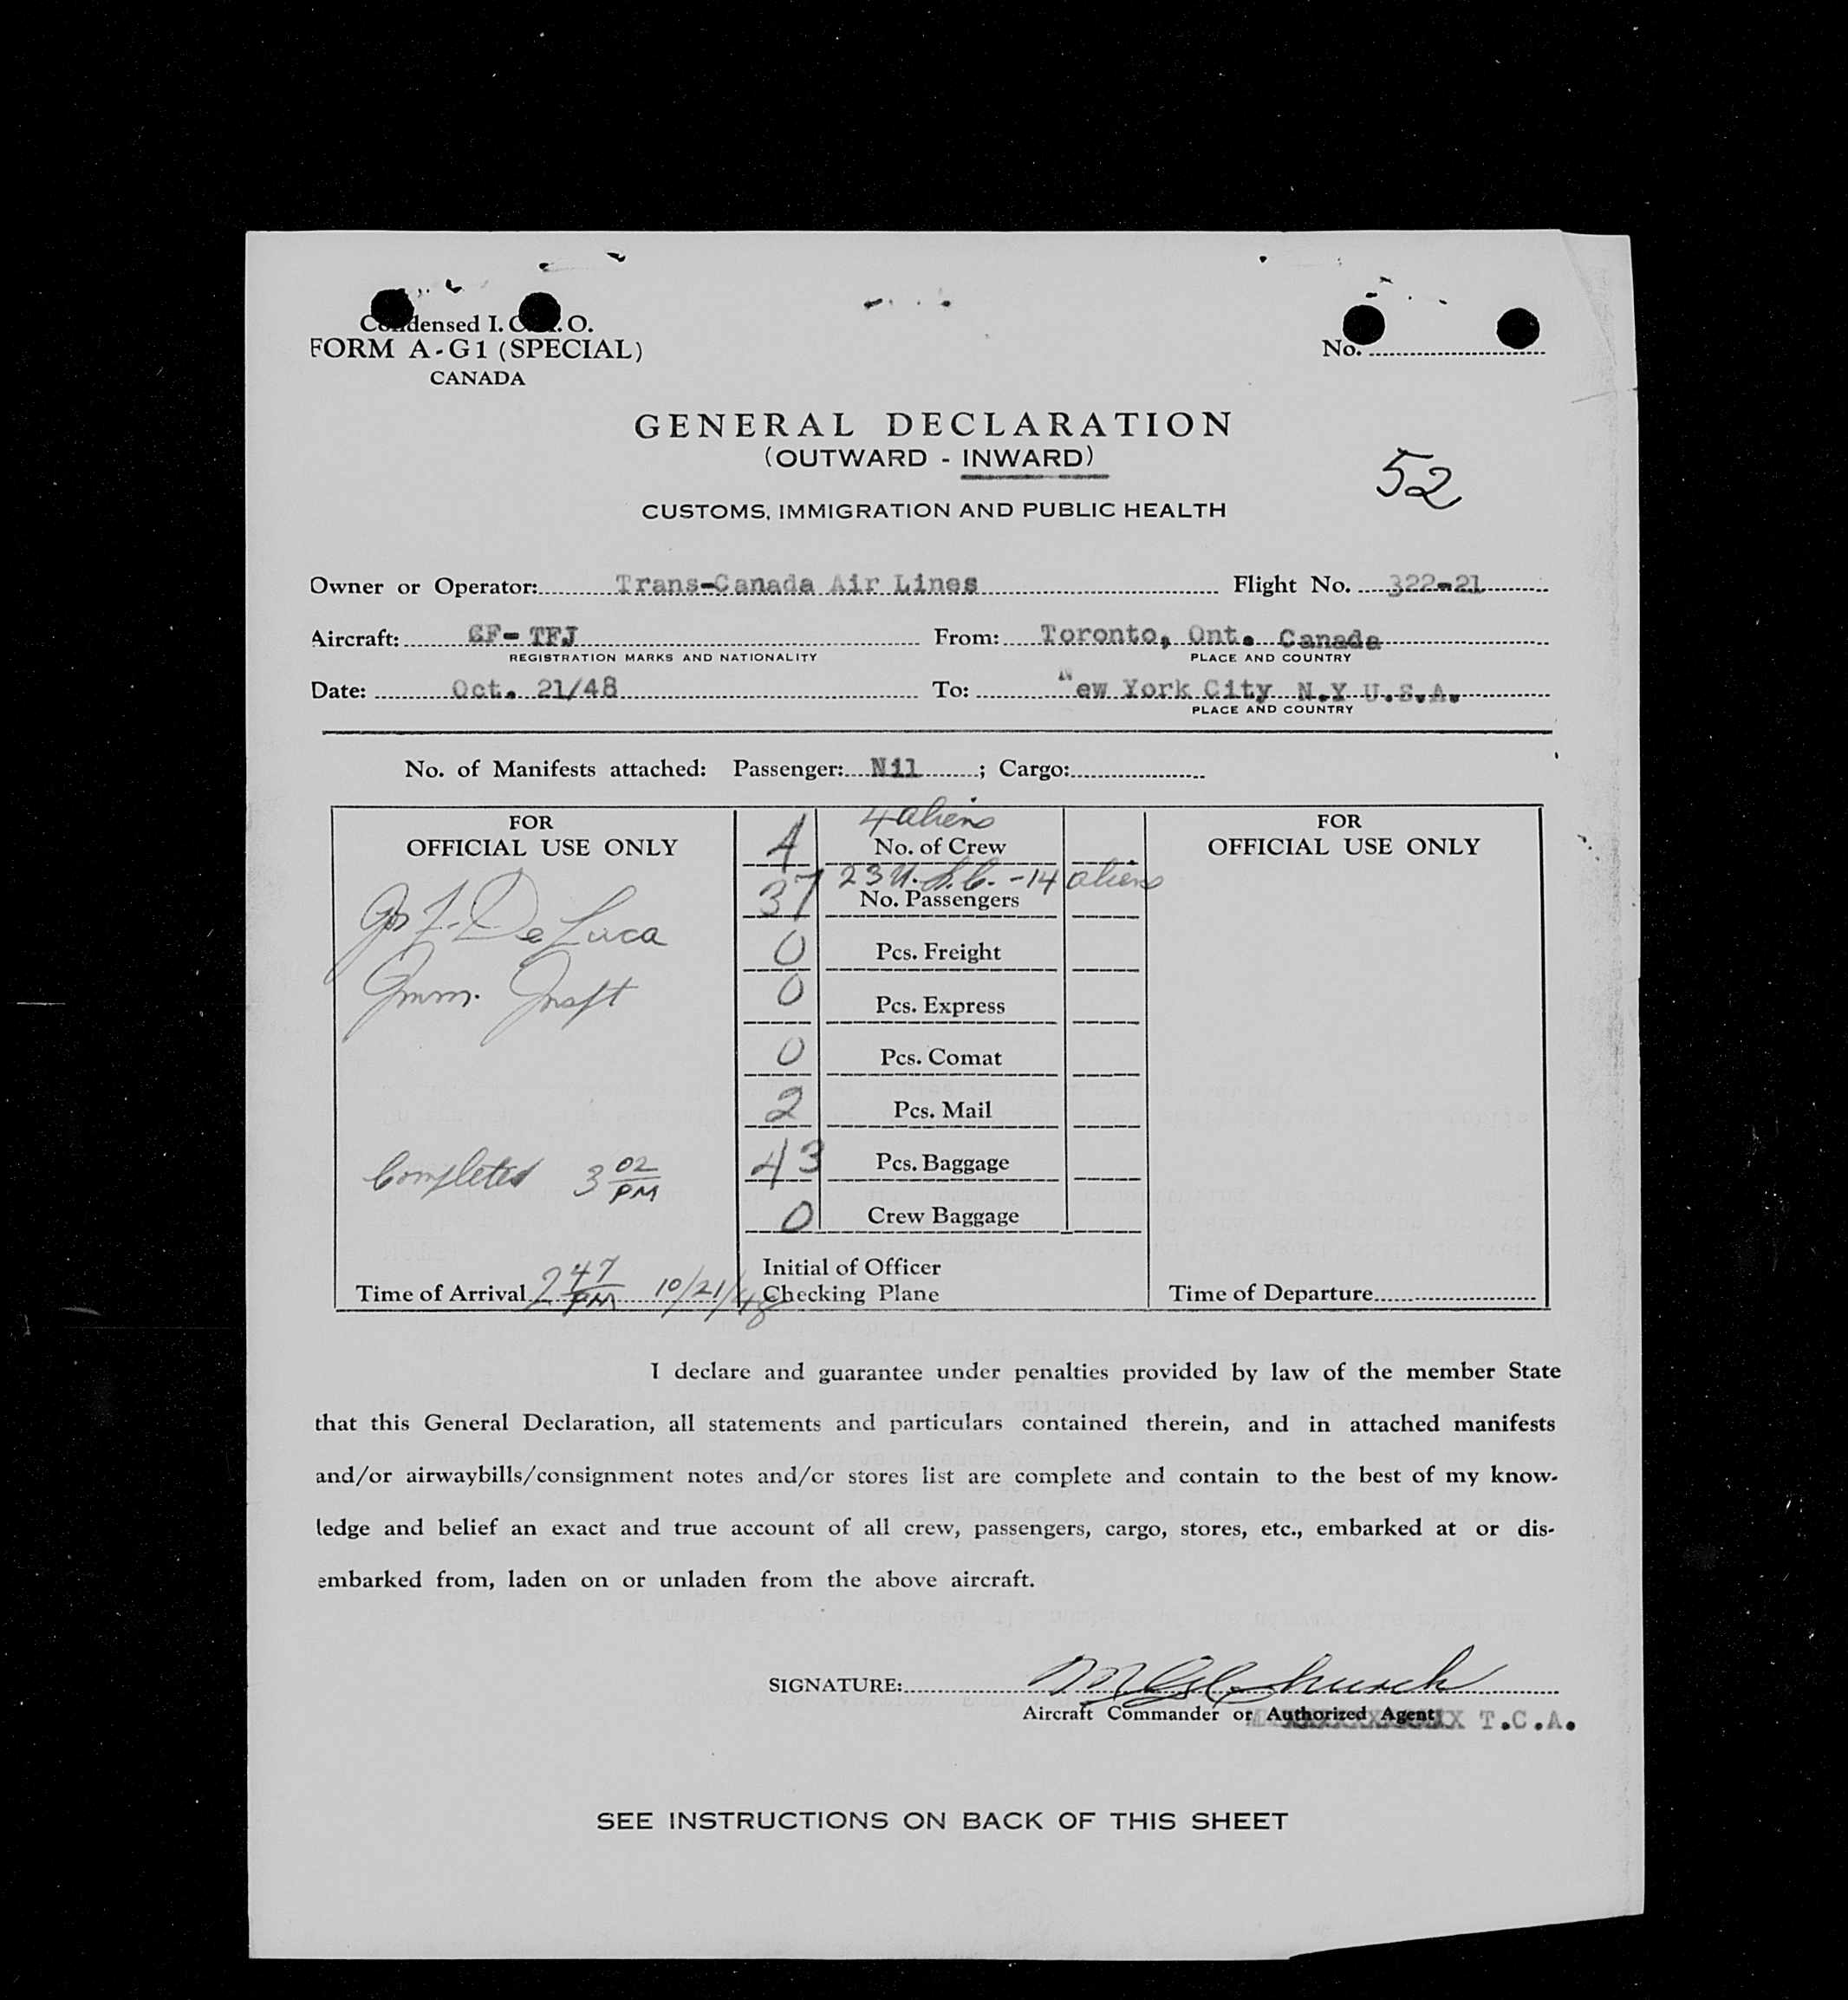 Condensed I. C. O.
FORM A-G1 (SPECIAL)
CANADA
No.
GENERAL DECLARATION
(OUTWARD - INWARD)
52
CUSTOMS, IMMIGRATION AND PUBLIC HEALTH
Owner or Operator: Trans-Canada Air Lines Flight No. 322-21
Aircraft: CF-TFJ From: Toronto, Ont. Canada
REGISTRATION MARKS AND NATIONALITY PLACE AND COUNTRY
Date: Oct. 21/48 To: New York City N.Y U.S.A.
PLACE AND COUNTRY
No. of Manifests attached: Passenger: Nil ; Cargo:
FOR
OFFICIAL USE ONLY
Jos F. De Luca
Imm. Inspt
Completed 3 02 PM
Time of Arrival 2 47 PM 10/21/48
4 aliens
4 No. of Crew
23 U.S.C. - 14 aliens
37 No. Passengers
0 Pcs. Freight
0 Pcs. Express
0 Pcs. Comat
2 Pcs. Mail
43 Pcs. Baggage
0 Crew Baggage
Initial of Officer
Checking Plane
FOR
OFFICIAL USE ONLY
Time of Departure
I declare and guarantee under penalties provided by law of the member State
that this General Declaration, all statements and particulars contained therein, and in attached manifests
and/or airwaybills/consignment notes and/or stores list are complete and contain to the best of my know-
ledge and belief an exact and true account of all crew, passengers, cargo, stores, etc., embarked at or dis-
embarked from, laden on or unladen from the above aircraft.
SIGNATURE:
Aircraft Commander or Authorized Agent T.C.A.
SEE INSTRUCTIONS ON BACK OF THIS SHEET